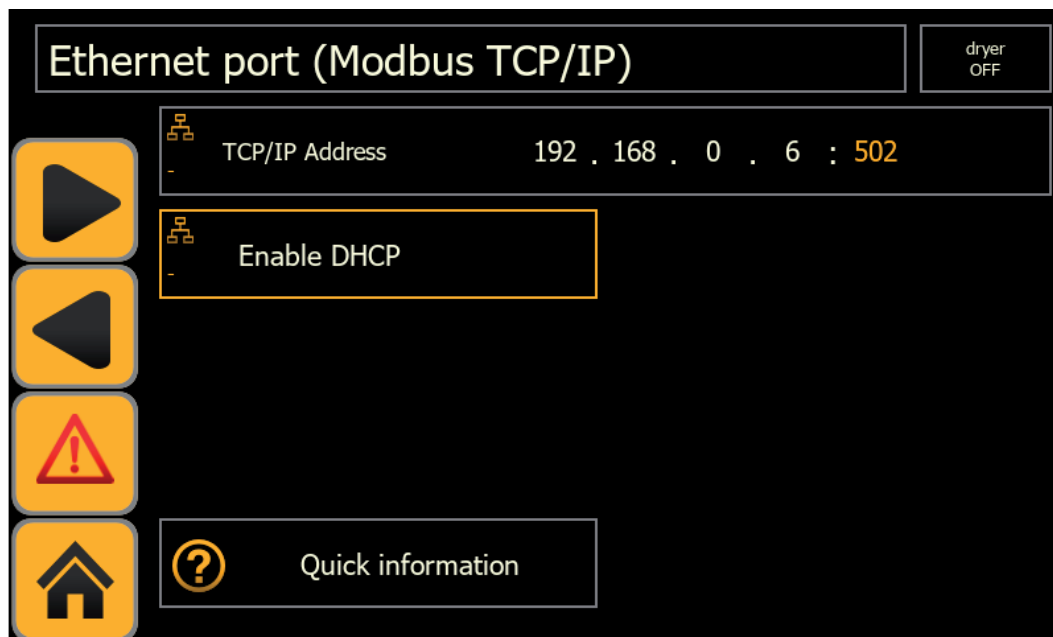 Ethernet port (Modbus TCP/IP)
dryer
OFF
TCP/IP Address 192 . 168 . 0 . 6 : 502
-
Enable DHCP
-
Quick information